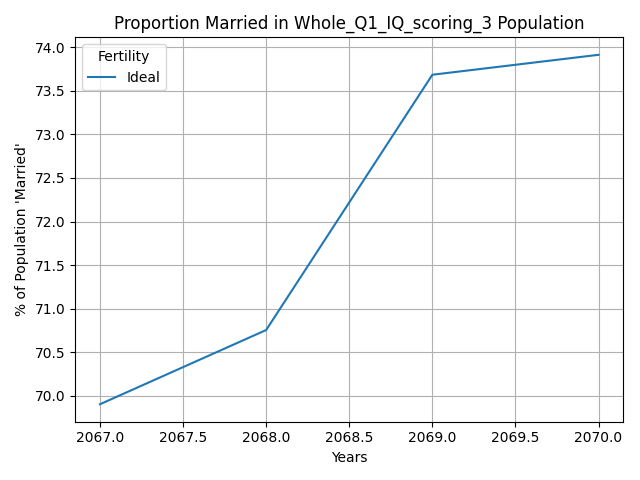 Proportion Married in Whole_Q1_IQ_scoring_3 Population
Fertility
Ideal
% of Population 'Married'
74.0
73.5
73.0
72.5
72.0
71.5
71.0
70.5
70.0
2067.0 2067.5 2068.0 2068.5 2069.0 2069.5 2070.0
Years